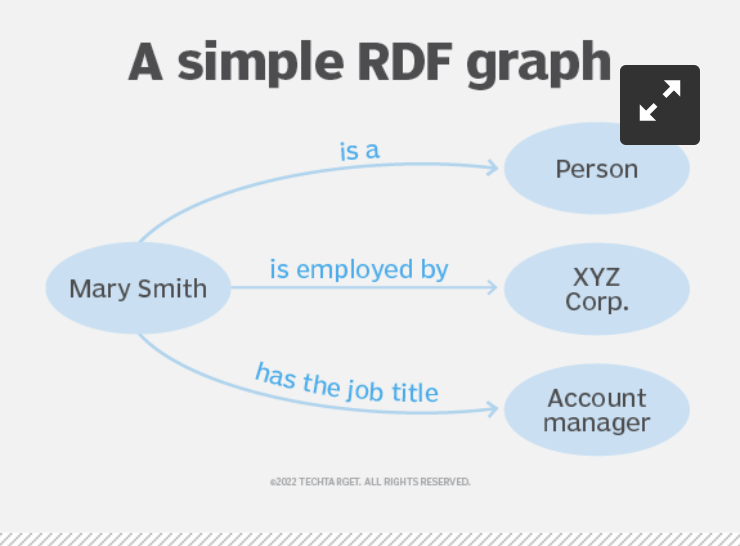 A simple RDF graph
is a
Person
Mary Smith
is employed by
XYZ
Corp.
has the job title
Account
manager
©2022 TECHTARGET. ALL RIGHTS RESERVED.